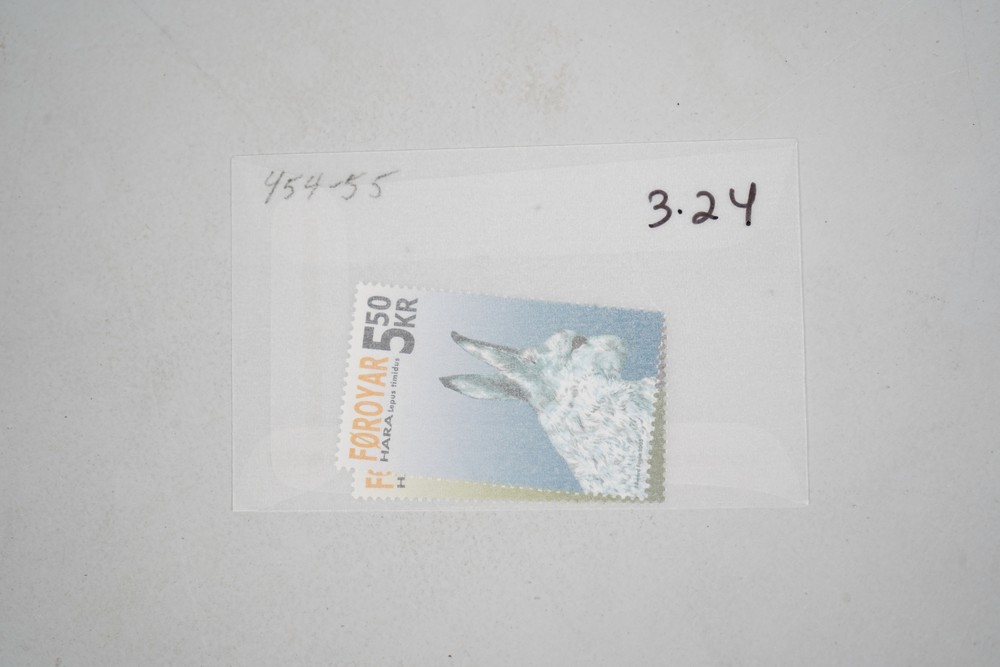 454-55
3.24
5 50 KR
FØROYAR
HARA Lepus timidus
H